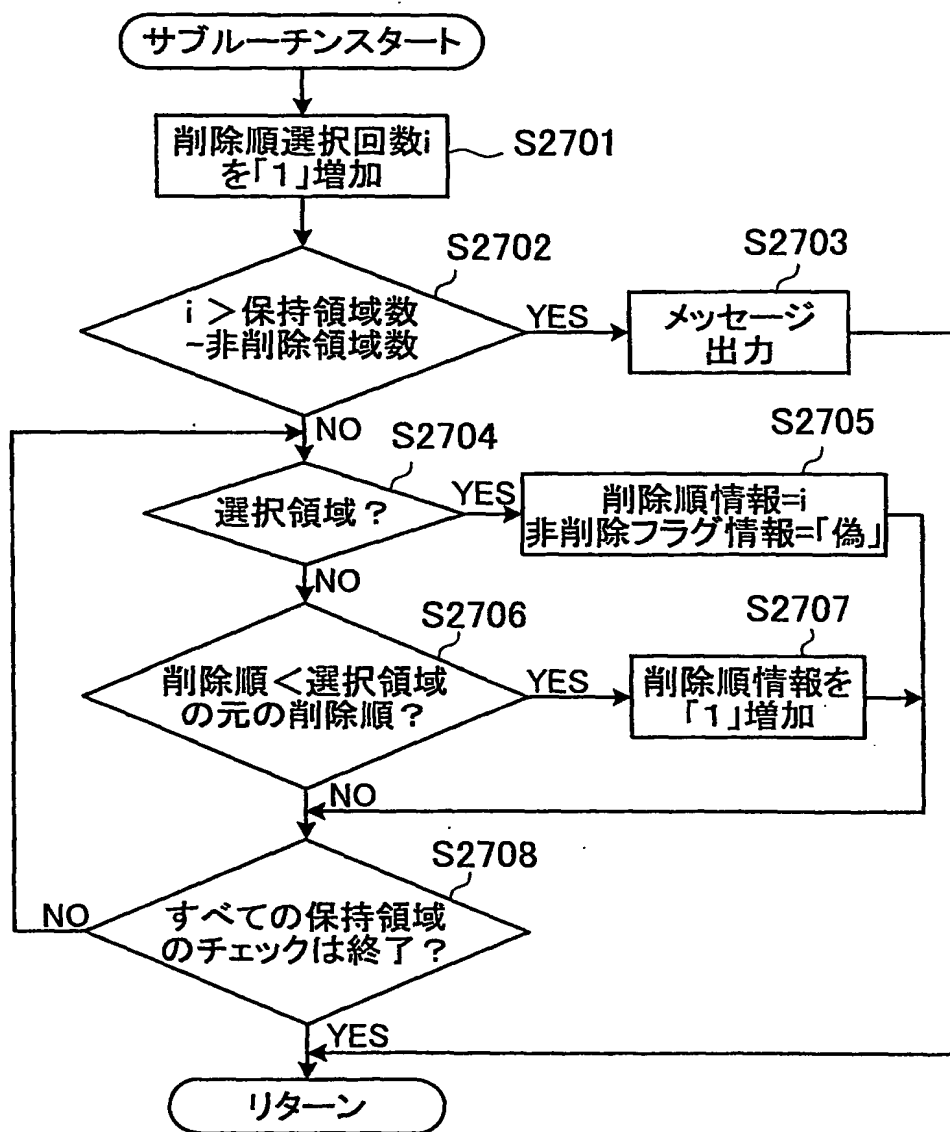 サブルーチンスタート
削除順選択回数i
を「1」増加
S2701
S2702
i＞保持領域数
-非削除領域数
YES
S2703
メッセージ
出力
NO
S2704
選択領域？
YES
S2705
削除順情報=i
非削除フラグ情報=「偽」
NO
S2706
削除順＜選択領域
の元の削除順？
YES
S2707
削除順情報を
「1」増加
NO
S2708
すべての保持領域
のチェックは終了？
NO
YES
リターン